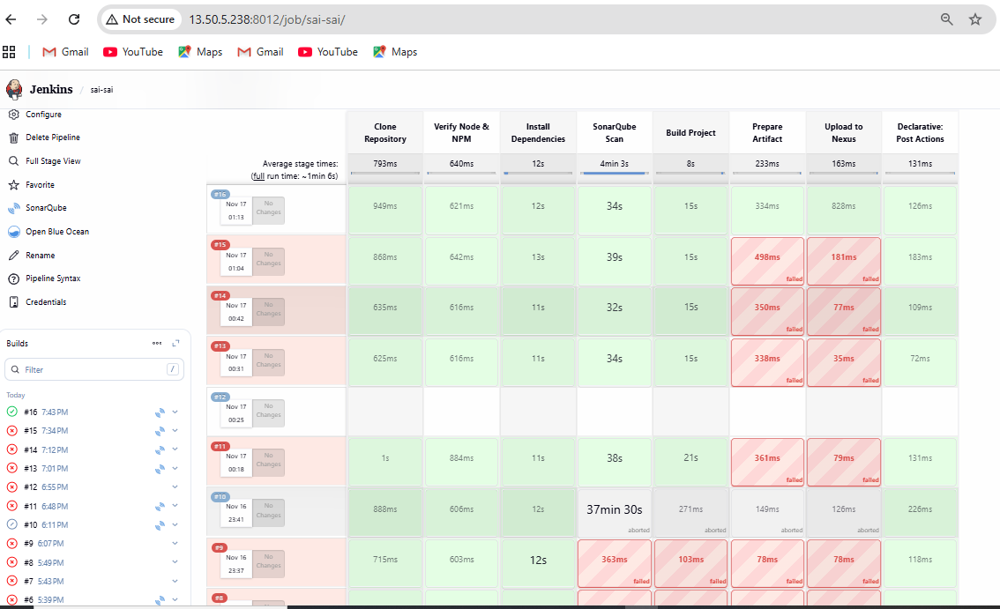 Not secure 13.50.5.238:8012/job/sai-sai/
Gmail YouTube Maps Gmail YouTube Maps
Jenkins / sai-sai
Configure
Delete Pipeline
Full Stage View
Favorite
SonarQube
Open Blue Ocean
Rename
Pipeline Syntax
Credentials
Builds
Filter /
Today
#16 7:43 PM
#15 7:34 PM
#14 7:12 PM
#13 7:01 PM
#12 6:55 PM
#11 6:48 PM
#10 6:11 PM
#9 6:07 PM
#8 5:49 PM
#7 5:43 PM
#6 5:39 PM
Clone Repository
Verify Node & NPM
Install Dependencies
SonarQube Scan
Build Project
Prepare Artifact
Upload to Nexus
Declarative: Post Actions
Average stage times:
(full run time: ~1min 6s)
793ms 640ms 12s 4min 3s 8s 233ms 163ms 131ms
#16
Nov 17 01:13 No Changes
949ms 621ms 12s 34s 15s 334ms 828ms 126ms
#15
Nov 17 01:04 No Changes
868ms 642ms 13s 39s 15s 498ms failed 181ms failed 183ms
#14
Nov 17 00:42 No Changes
635ms 616ms 11s 32s 15s 350ms failed 77ms failed 109ms
#13
Nov 17 00:31 No Changes
625ms 616ms 11s 34s 15s 338ms failed 35ms failed 72ms
#12
Nov 17 00:25 No Changes
#11
Nov 17 00:18 No Changes
1s 884ms 11s 38s 21s 361ms failed 79ms failed 131ms
#10
Nov 16 23:41 No Changes
888ms 606ms 12s 37min 30s aborted 271ms aborted 149ms aborted 126ms aborted 226ms
#9
Nov 16 23:37 No Changes
715ms 603ms 12s 363ms failed 103ms failed 78ms failed 78ms failed 118ms
#8